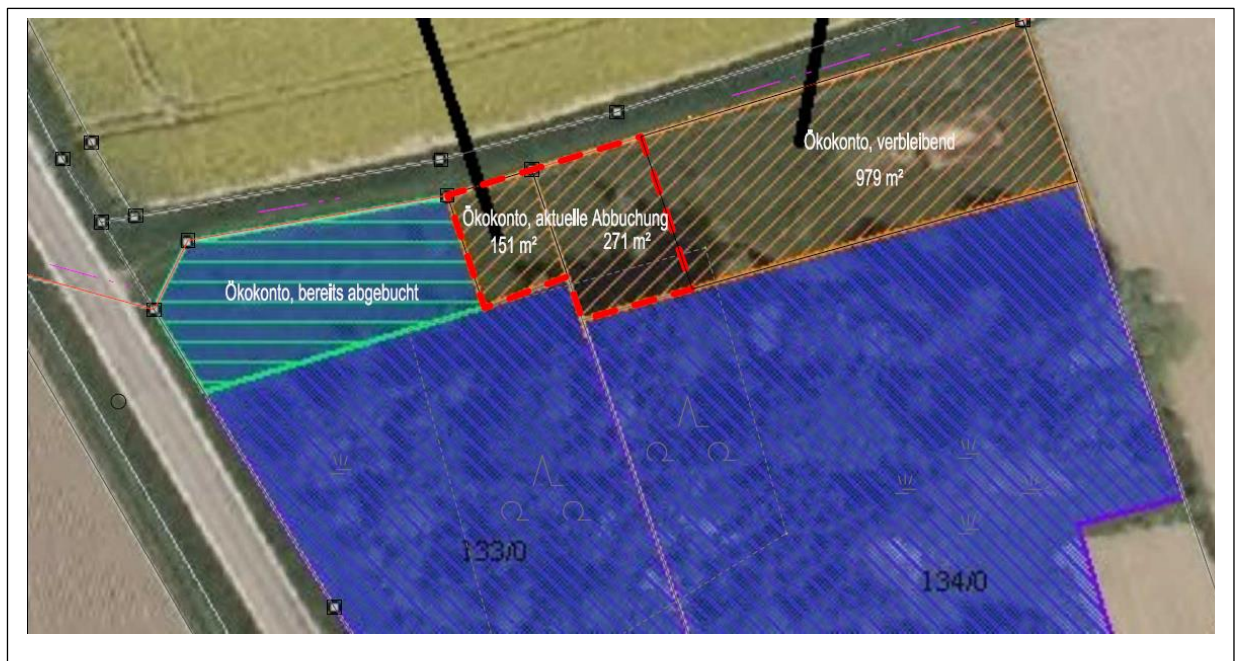 Ökokonto, verbleibend
979 m²
Ökokonto, aktuelle Abbuchung
151 m²
271 m²
Ökokonto, bereits abgebucht
133/0
134/0